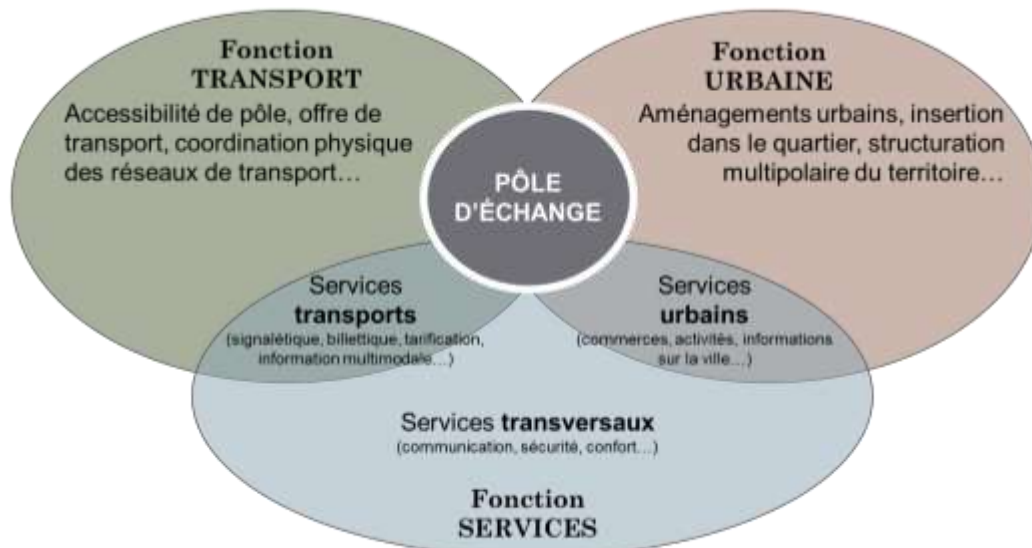 Fonction
TRANSPORT
Accessibilité de pôle, offre de
transport, coordination physique
des réseaux de transport…
Fonction
URBAINE
Aménagements urbains, insertion
dans le quartier, structuration
multipolaire du territoire…
PÔLE
D'ÉCHANGE
Services
transports
(signalétique, billettique, tarification,
information multimodale…)
Services
urbains
(commerces, activités, informations
sur la ville…)
Services transversaux
(communication, sécurité, confort…)
Fonction
SERVICES